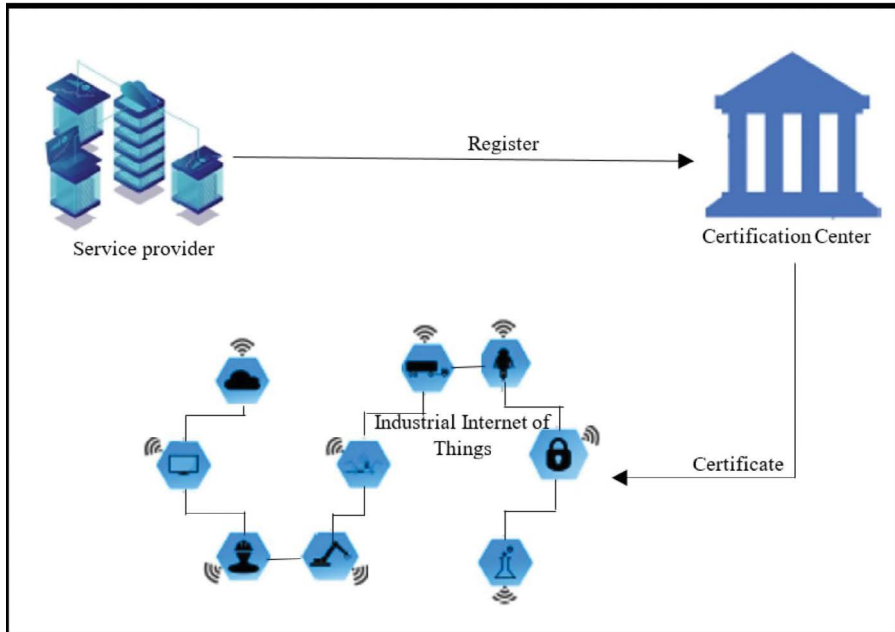 Register
Service provider
Certification Center
Industrial Internet of
Things
Certificate